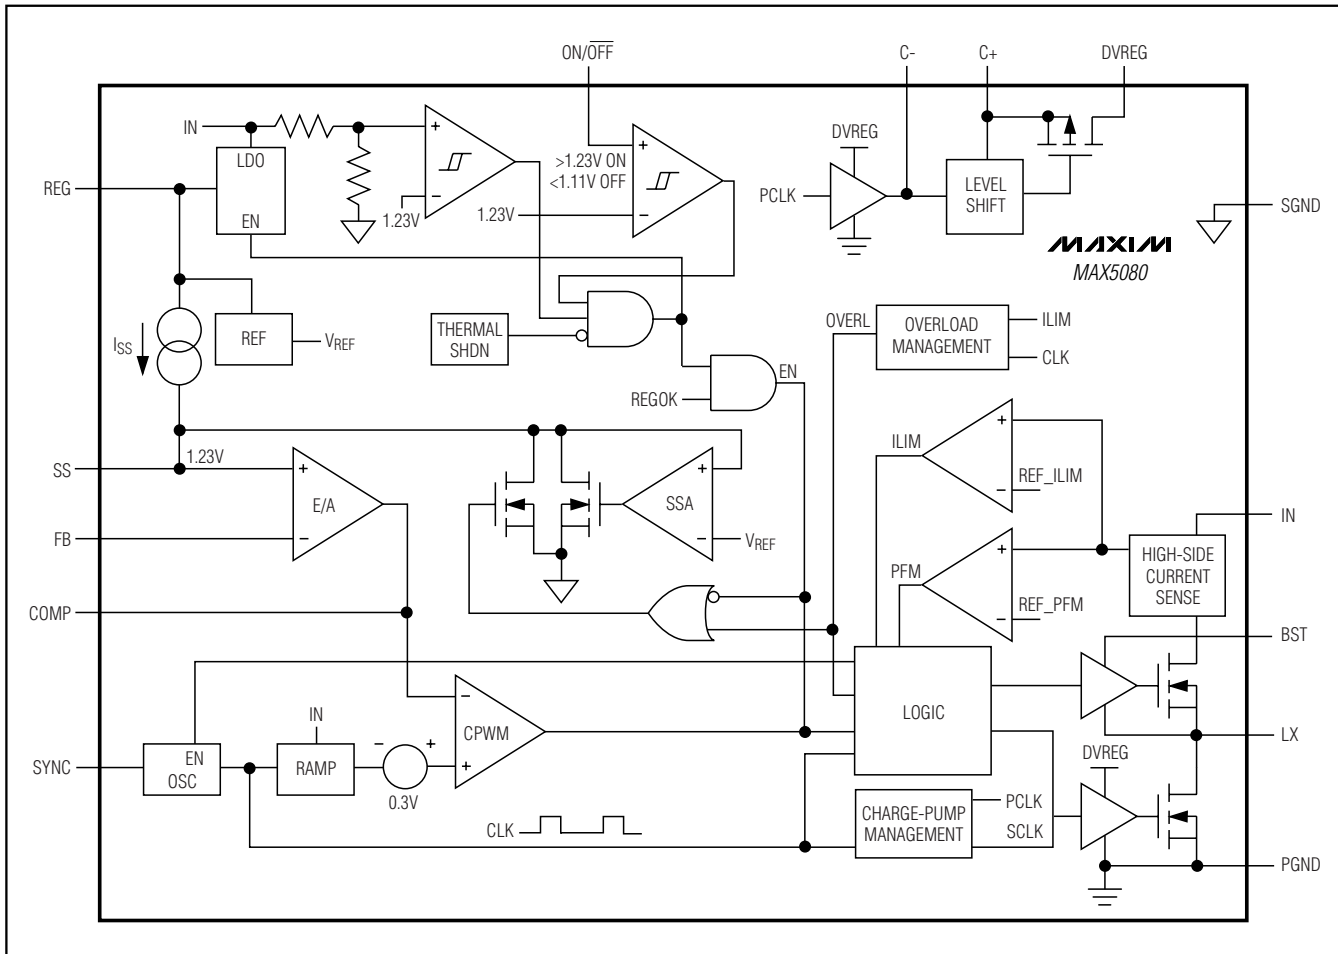 ON/OFF
C-
C+
DVREG
IN
LDO
EN
+
−
1.23V
>1.23V ON
<1.11V OFF
+
−
1.23V
DVREG
PCLK
LEVEL
SHIFT
REG
SGND
MAXIM
MAX5080
ISS
REF
VREF
THERMAL
SHDN
REGOK
EN
OVERL
OVERLOAD
MANAGEMENT
ILIM
CLK
SS
1.23V
+
E/A
−
FB
+
SSA
−
VREF
ILIM
+
−
REF_ILIM
PFM
+
−
REF_PFM
IN
HIGH-SIDE
CURRENT
SENSE
COMP
BST
LOGIC
−
CPWM
+
LX
SYNC
EN
OSC
IN
RAMP
−
+
0.3V
CLK
CHARGE-PUMP
MANAGEMENT
PCLK
SCLK
DVREG
PGND